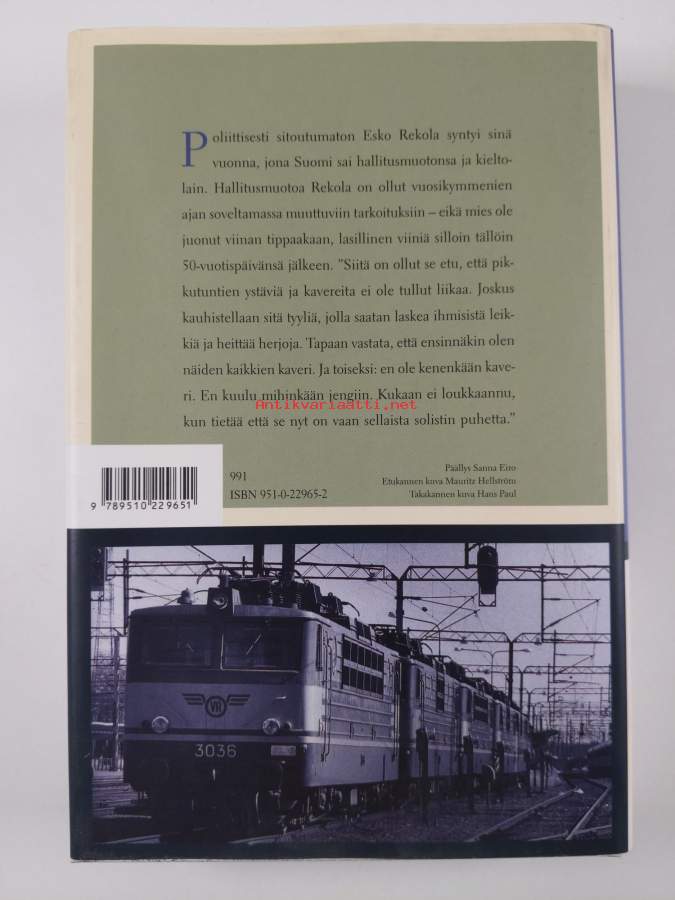 Poliittisesti sitoutumaton Esko Rekola syntyi sinä
vuonna, jona Suomi sai hallitusmuotonsa ja kielto-
lain. Hallitusmuotoa Rekola on ollut vuosikymmenien
ajan soveltamassa muuttuviin tarkoituksiin – eikä mies ole
juonut viinan tippaakaan, lasillinen viiniä silloin tällöin
50-vuotispäivänsä jälkeen. ”Siitä on ollut se etu, että pik-
kutuntien ystäviä ja kavereita ei ole tullut liikaa. Joskus
kauhistellaan sitä tyyliä, jolla saatan laskea ihmisistä leik-
kiä ja heittää herjoja. Tapaan vastata, että ensinnäkin olen
näiden kaikkien kaveri. Ja toiseksi: en ole kenenkään kave-
ri. En kuulu mihinkään jengiin. Kukaan ei loukkaannu,
Antikvariaatti.net
kun tietää että se nyt on vaan sellaista solistin puhetta.”
991
ISBN 951-0-22965-2
Päällys Sanna Eiro
Etukannen kuva Mauritz Hellström
Takakannen kuva Hans Paul
9 789510 229651
VR
3036